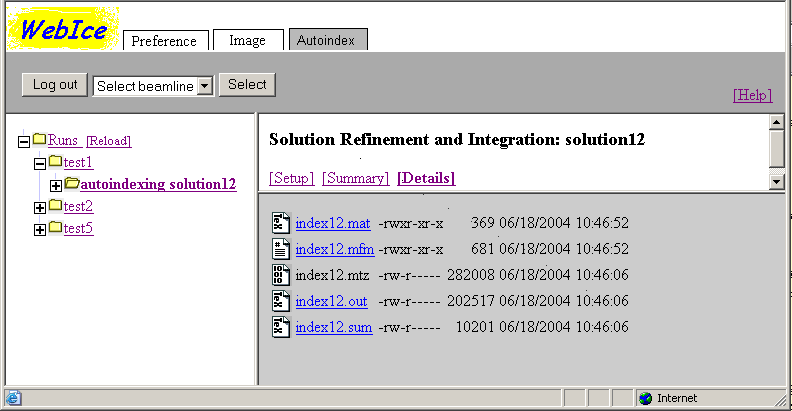 WebIce
Preference Image Autoindex
Log out Select beamline Select
[Help]
Runs [Reload]
test1
autoindexing solution12
test2
test5
Solution Refinement and Integration: solution12
[Setup] [Summary] [Details]
index12.mat -rwxr-xr-x 369 06/18/2004 10:46:52
index12.mfm -rwxr-xr-x 681 06/18/2004 10:46:52
index12.mtz -rw-r----- 282008 06/18/2004 10:46:06
index12.out -rw-r----- 202517 06/18/2004 10:46:06
index12.sum -rw-r----- 10201 06/18/2004 10:46:06
Internet